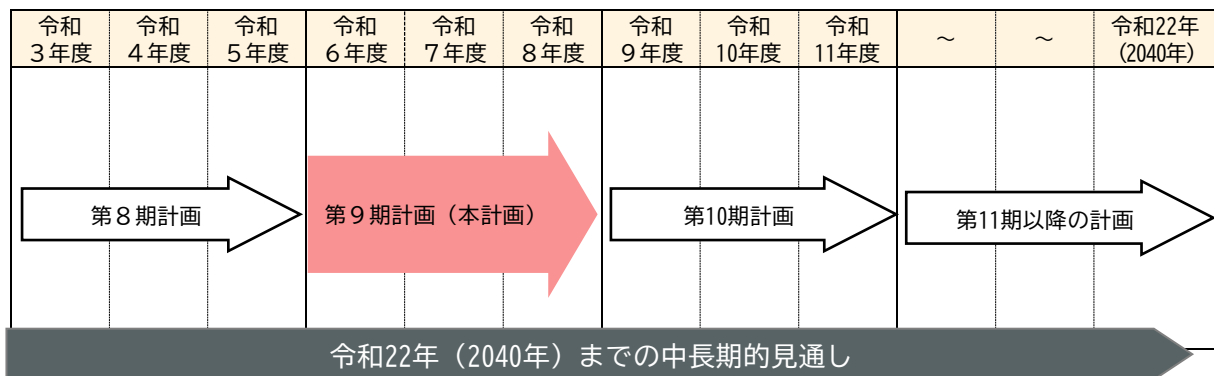 令和
３年度
令和
４年度
令和
５年度
令和
６年度
令和
７年度
令和
８年度
令和
９年度
令和
10年度
令和
11年度
～
～
令和22年
（2040年）
第８期計画
第９期計画（本計画）
第10期計画
第11期以降の計画
令和22年（2040年）までの中長期的見通し